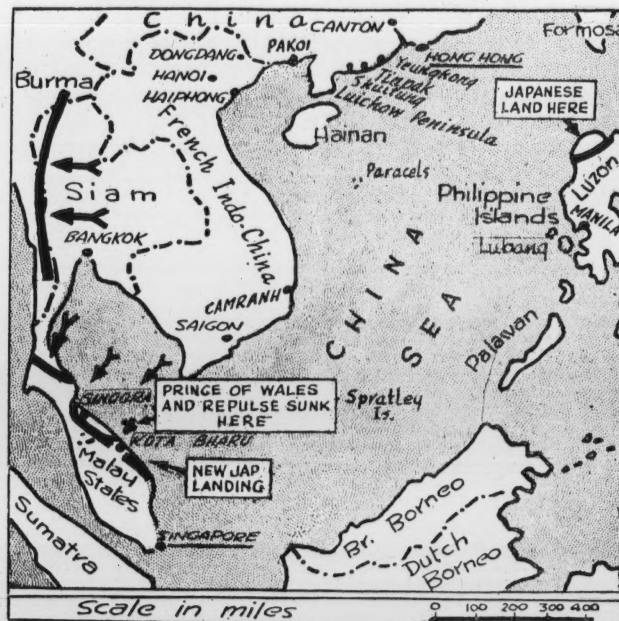 China
CANTON
PAKOI
DONGDANG
HANOI
HAIPHONG
HONG HONG
Yeungkong
Tinpak
Shuitung
Luichow Peninsula
Formosa
Burma
JAPANESE
LAND HERE
Hainan
French Indo-China
Paracels
Siam
Luzon
Philippine
Islands
MANILA
Lubang
BANGKOK
CHINA
SEA
CAMRANH
SAIGON
Palawan
PRINCE OF WALES
AND REPULSE SUNK
HERE
SINGORA
Spratley
Is.
KOTA BHARU
NEW JAP
LANDING
Malay
States
Br. Borneo
Dutch
Borneo
SINGAPORE
Sumatra
Scale in miles
0 100 200 300 400